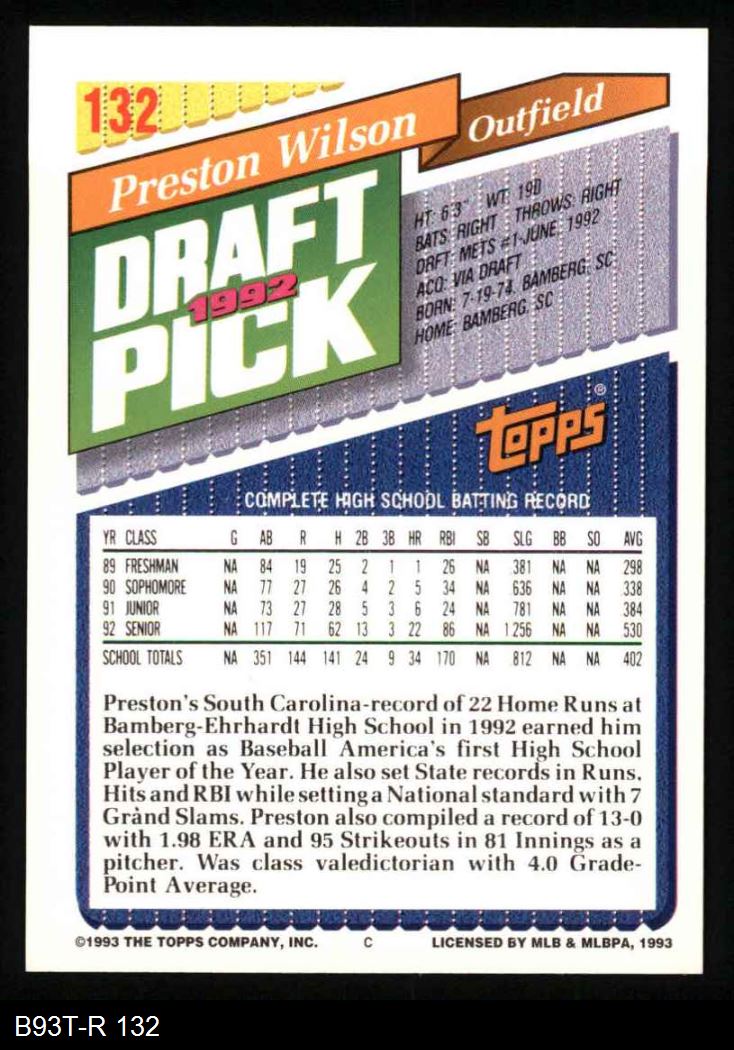 132
Preston Wilson
Outfield
DRAFT
1992
PICK
HT: 6'3" WT: 190
BATS: RIGHT THROWS: RIGHT
DRFT: METS #1-JUNE, 1992
ACQ: VIA DRAFT
BORN: 7-19-74, BAMBERG, SC
HOME: BAMBERG, SC
TOPPS®
COMPLETE HIGH SCHOOL BATTING RECORD
YR CLASS G AB R H 2B 3B HR RBI SB SLG BB SO AVG
89 FRESHMAN NA 84 19 25 2 1 1 26 NA .381 NA NA .298
90 SOPHOMORE NA 77 27 26 4 2 5 34 NA .636 NA NA .338
91 JUNIOR NA 73 27 28 5 3 6 24 NA .781 NA NA .384
92 SENIOR NA 117 71 62 13 3 22 86 NA 1.256 NA NA .530
SCHOOL TOTALS NA 351 144 141 24 9 34 170 NA .812 NA NA .402
Preston's South Carolina-record of 22 Home Runs at
Bamberg-Ehrhardt High School in 1992 earned him
selection as Baseball America's first High School
Player of the Year. He also set State records in Runs,
Hits and RBI while setting a National standard with 7
Grand Slams. Preston also compiled a record of 13-0
with 1.98 ERA and 95 Strikeouts in 81 Innings as a
pitcher. Was class valedictorian with 4.0 Grade-
Point Average.
©1993 THE TOPPS COMPANY, INC. C LICENSED BY MLB & MLBPA, 1993
B93T-R 132